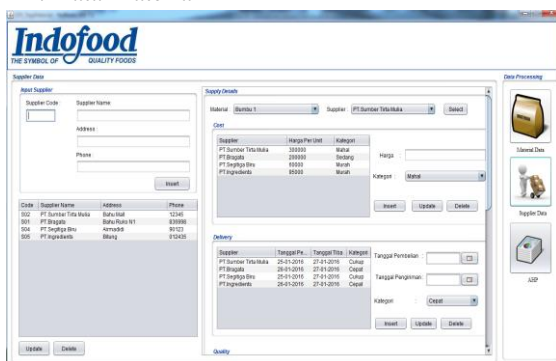 Indofood
THE SYMBOL OF QUALITY FOODS
Supplier Data
Input Supplier
Supplier Code
Supplier Name
Address
Phone
Insert
Code Supplier Name Address Phone
002 PT.Sumber Tirta Mulia Bahu Mall 12345
001 PT.Bragata Bahu Ruko N1
S04 PT.Segitiga Biru Airmadidi 90123
005 PT.Ingredients Bitung 012435
Update Delete
Supply Details
Material Bumbu 1 Supplier PT.Sumber Tirta Mulia Select
Cost
Supplier Harga Per Unit Kategori
PT.Sumber Tirta Mulia 300000 Mahal
PT.Bragata 200000 Sedang
PT.Segitiga Biru Murah
PT.Ingredients 95000 Murah
Harga :
Kategori : Mahal
Insert Update Delete
Delivery
Supplier Tanggal Pe... Tanggal Tiba Kategori
PT.Sumber Tirta Mulia 25-01-2016 27-01-2016 Cukup
PT.Bragata 26-01-2016 27-01-2016 Cepat
PT.Segitiga Biru 25-01-2016 27-01-2016 Cukup
PT.Ingredients 26-01-2016 27-01-2016 Cepat
Tanggal Pembelian :
Tanggal Pengiriman :
Kategori : Cepat
Insert Update Delete
Quality
Data Processing
Material Data
Supplier Data
AHP